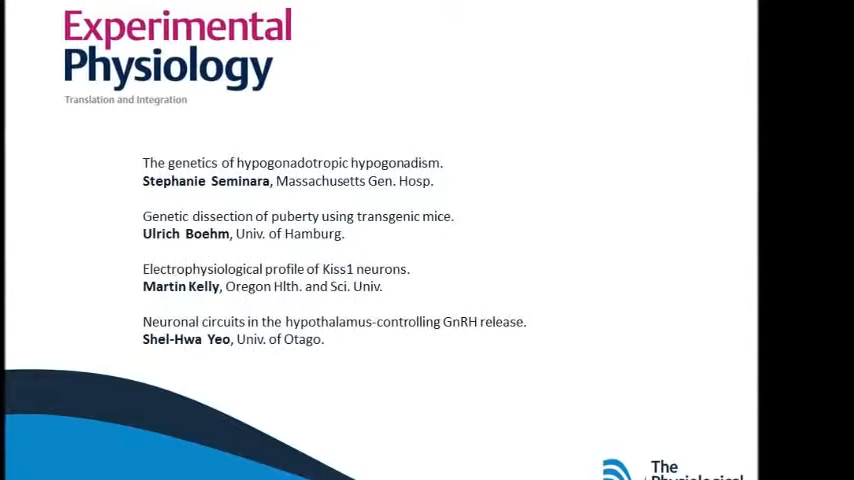 Experimental
Physiology
Translation and Integration
The genetics of hypogonadotropic hypogonadism.
Stephanie Seminara, Massachusetts Gen. Hosp.
Genetic dissection of puberty using transgenic mice.
Ulrich Boehm, Univ. of Hamburg.
Electrophysiological profile of Kiss1 neurons.
Martin Kelly, Oregon Hlth. and Sci. Univ.
Neuronal circuits in the hypothalamus-controlling GnRH release.
Shel-Hwa Yeo, Univ. of Otago.
The
Physiological